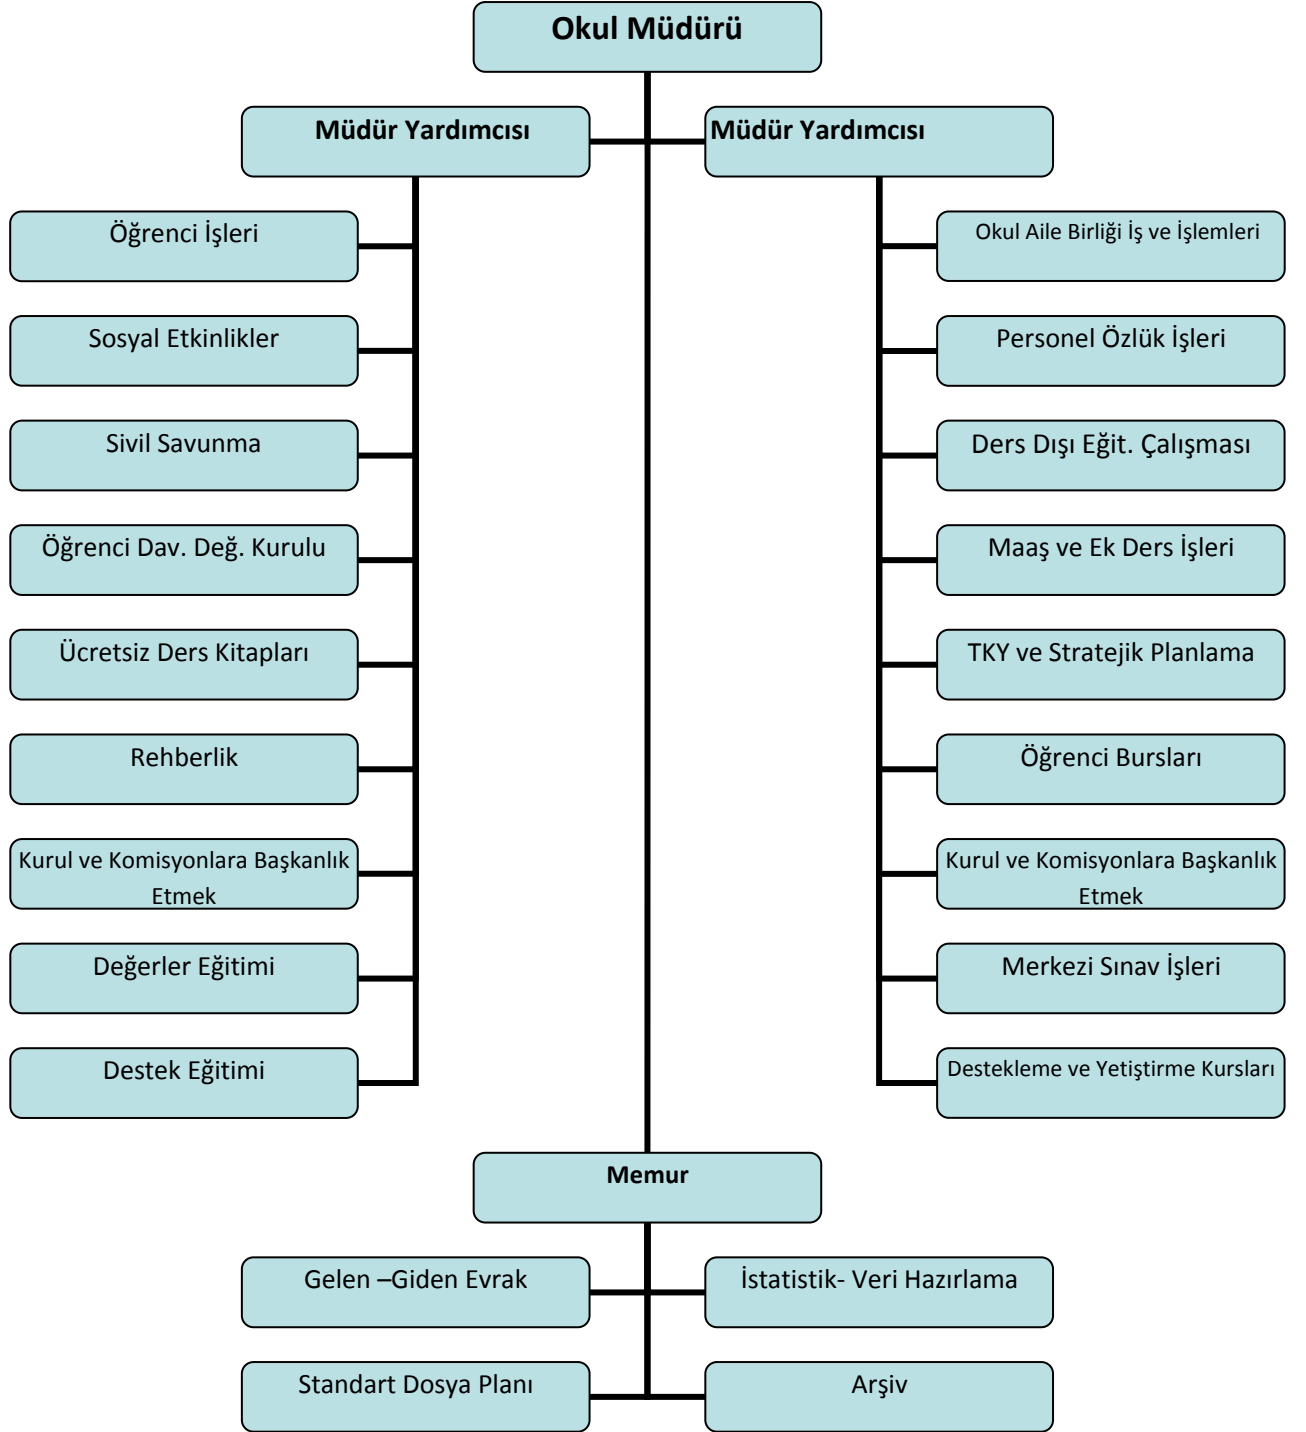 Okul Müdürü
Müdür Yardımcısı
Müdür Yardımcısı
Öğrenci İşleri
Okul Aile Birliği İş ve İşlemleri
Sosyal Etkinlikler
Personel Özlük İşleri
Sivil Savunma
Ders Dışı Eğit. Çalışması
Öğrenci Dav. Değ. Kurulu
Maaş ve Ek Ders İşleri
Ücretsiz Ders Kitapları
TKY ve Stratejik Planlama
Rehberlik
Öğrenci Bursları
Kurul ve Komisyonlara Başkanlık
Etmek
Kurul ve Komisyonlara Başkanlık
Etmek
Değerler Eğitimi
Merkezi Sınav İşleri
Destek Eğitimi
Destekleme ve Yetiştirme Kursları
Memur
Gelen –Giden Evrak
İstatistik- Veri Hazırlama
Standart Dosya Planı
Arşiv